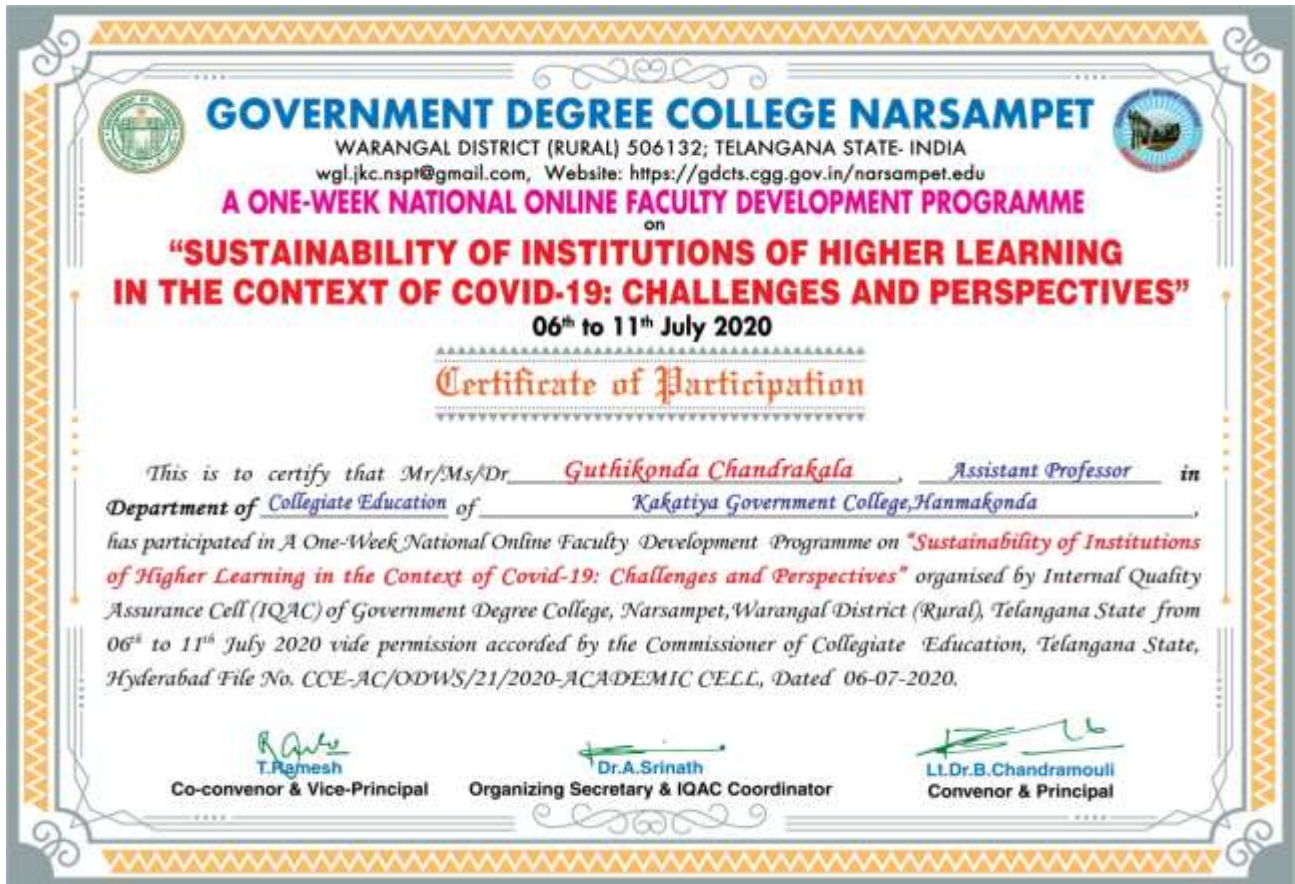 GOVERNMENT DEGREE COLLEGE NARSAMPET
WARANGAL DISTRICT (RURAL) 506132; TELANGANA STATE- INDIA
wgl.jkc.nspt@gmail.com, Website: https://gdcts.cgg.gov.in/narsampet.edu
A ONE-WEEK NATIONAL ONLINE FACULTY DEVELOPMENT PROGRAMME
on
“SUSTAINABILITY OF INSTITUTIONS OF HIGHER LEARNING
IN THE CONTEXT OF COVID-19: CHALLENGES AND PERSPECTIVES”
06th to 11th July 2020
Certificate of Participation
This is to certify that Mr/Ms/Dr Guthikonda Chandrakala, Assistant Professor in
Department of Collegiate Education of Kakatiya Government College,Hanmakonda,
has participated in A One-Week National Online Faculty Development Programme on "Sustainability of Institutions
of Higher Learning in the Context of Covid-19: Challenges and Perspectives" organised by Internal Quality
Assurance Cell (IQAC) of Government Degree College, Narsampet,Warangal District (Rural), Telangana State from
06th to 11th July 2020 vide permission accorded by the Commissioner of Collegiate Education, Telangana State,
Hyderabad File No. CCE-AC/ODWS/21/2020-ACADEMIC CELL, Dated 06-07-2020.
T.Ramesh
Co-convenor & Vice-Principal
Dr.A.Srinath
Organizing Secretary & IQAC Coordinator
Lt.Dr.B.Chandramouli
Convenor & Principal